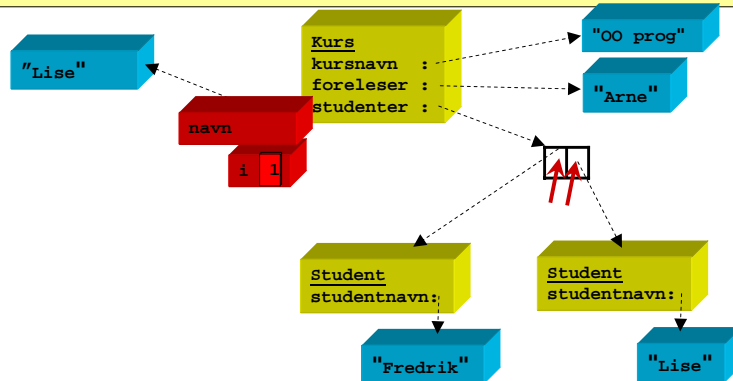 "OO prog"
Kurs
kursnavn :
foreleser :
studenter :
"Lise"
"Arne"
navn
i 1
Student
studentnavn:
Student
studentnavn:
"Fredrik"
"Lise"